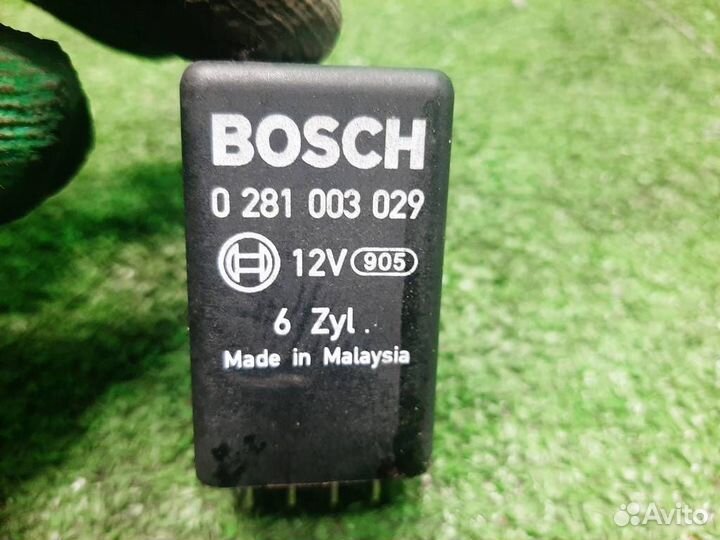 BOSCH
0 281 003 029
12V 905
6 Zyl.
Made in Malaysia
Avito